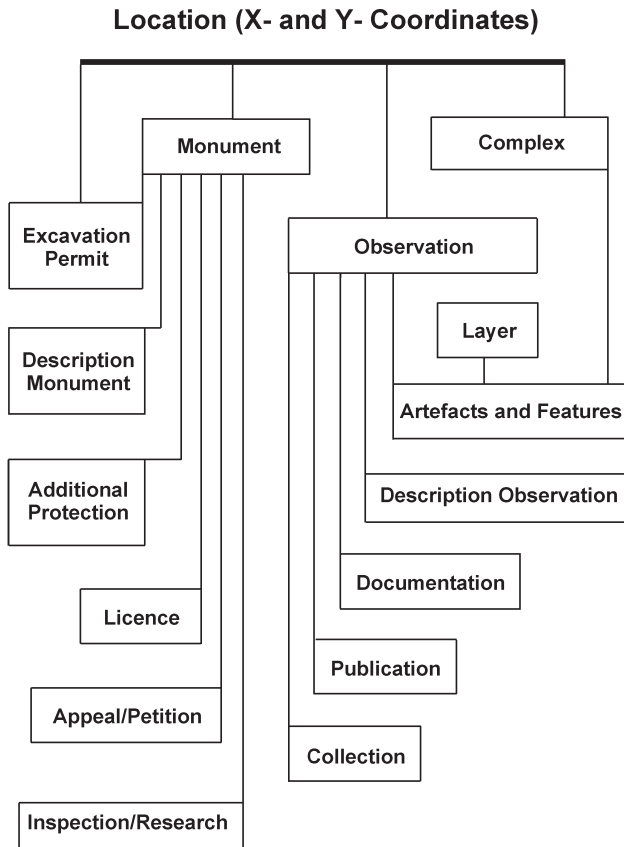 Location (X- and Y- Coordinates)
Monument
Complex
Excavation
Permit
Observation
Layer
Description
Monument
Artefacts and Features
Additional
Protection
Description Observation
Documentation
Licence
Publication
Appeal/Petition
Collection
Inspection/Research